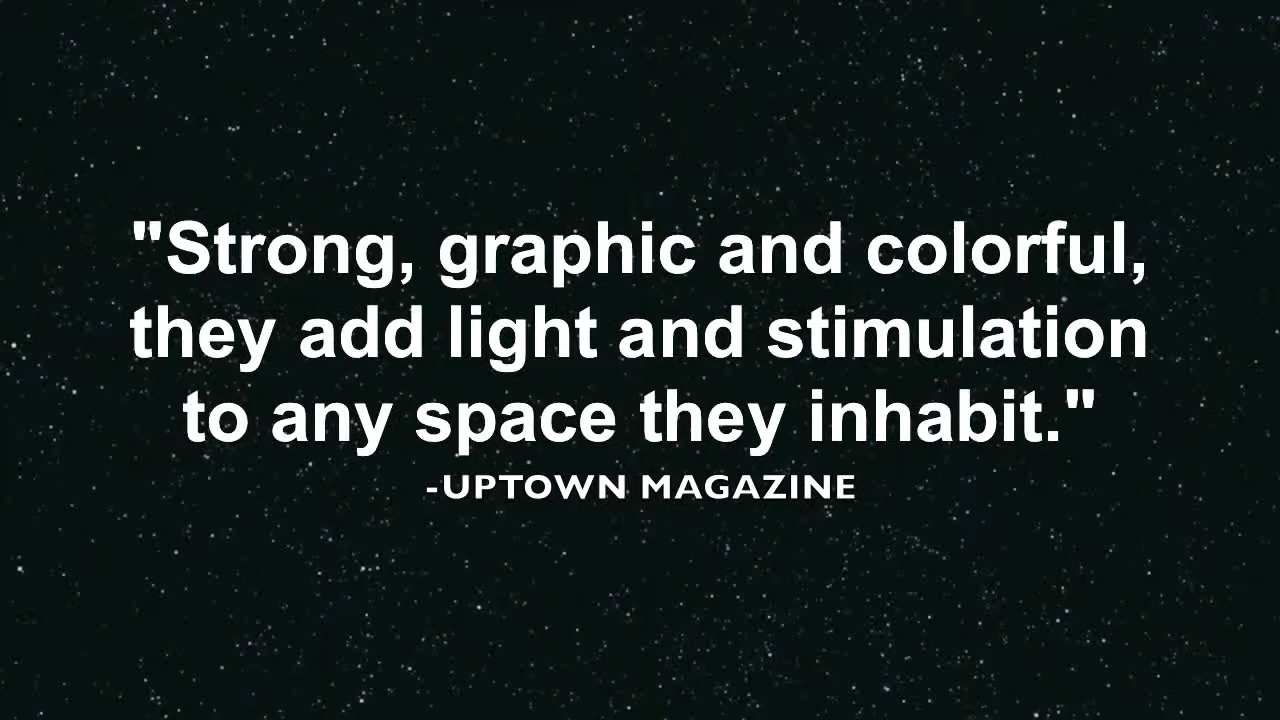 "Strong, graphic and colorful,
they add light and stimulation
to any space they inhabit."
-UPTOWN MAGAZINE